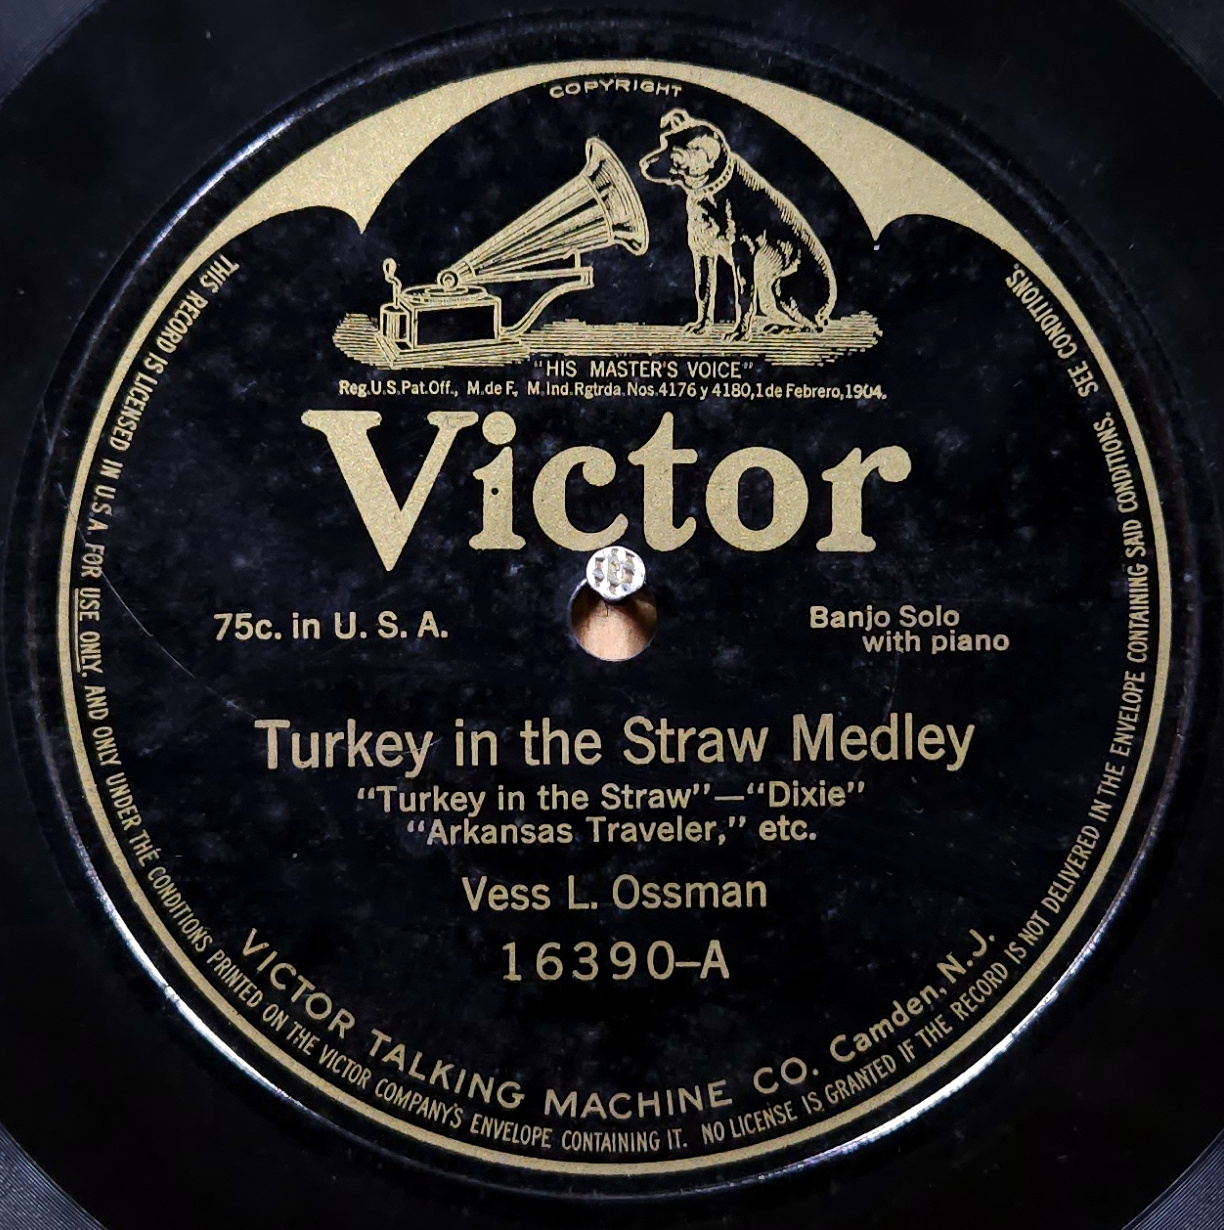 COPYRIGHT
"HIS MASTER'S VOICE"
Reg.U.S.Pat.Off., M.de F., M.Ind.Rgtrda.Nos.4176 y 4180,1 de Febrero,1904.
Victor
75c. in U. S. A.
Banjo Solo
with piano
Turkey in the Straw Medley
“Turkey in the Straw”—“Dixie”
“Arkansas Traveler,” etc.
Vess L. Ossman
16390–A
VICTOR TALKING MACHINE CO. Camden, N.J.
THIS RECORD IS LICENSED IN U.S.A. FOR USE ONLY, AND ONLY UNDER THE CONDITIONS PRINTED ON THE VICTOR COMPANY'S ENVELOPE CONTAINING IT. NO LICENSE IS GRANTED IF THE RECORD IS NOT DELIVERED IN THE ENVELOPE CONTAINING SAID CONDITIONS. SEE CONDITIONS.